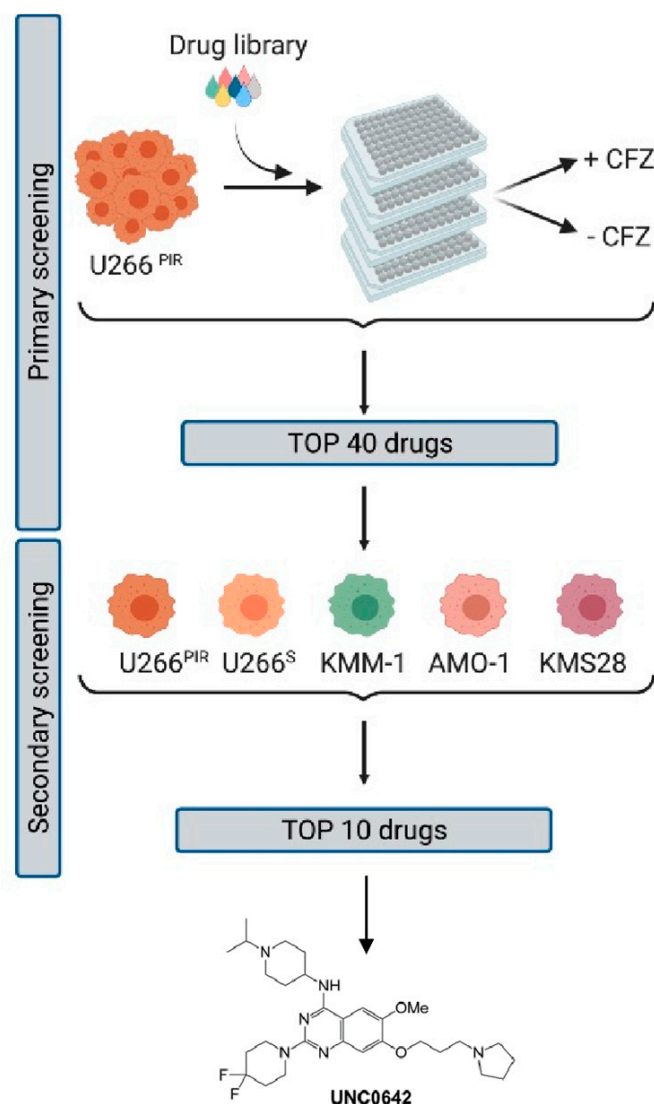 Primary screening
Drug library
U266 PIR
+ CFZ
- CFZ
TOP 40 drugs
Secondary screening
U266PIR U266S KMM-1 AMO-1 KMS28
TOP 10 drugs
N
NH
N
OMe
N
N
O
N
F
F
UNC0642